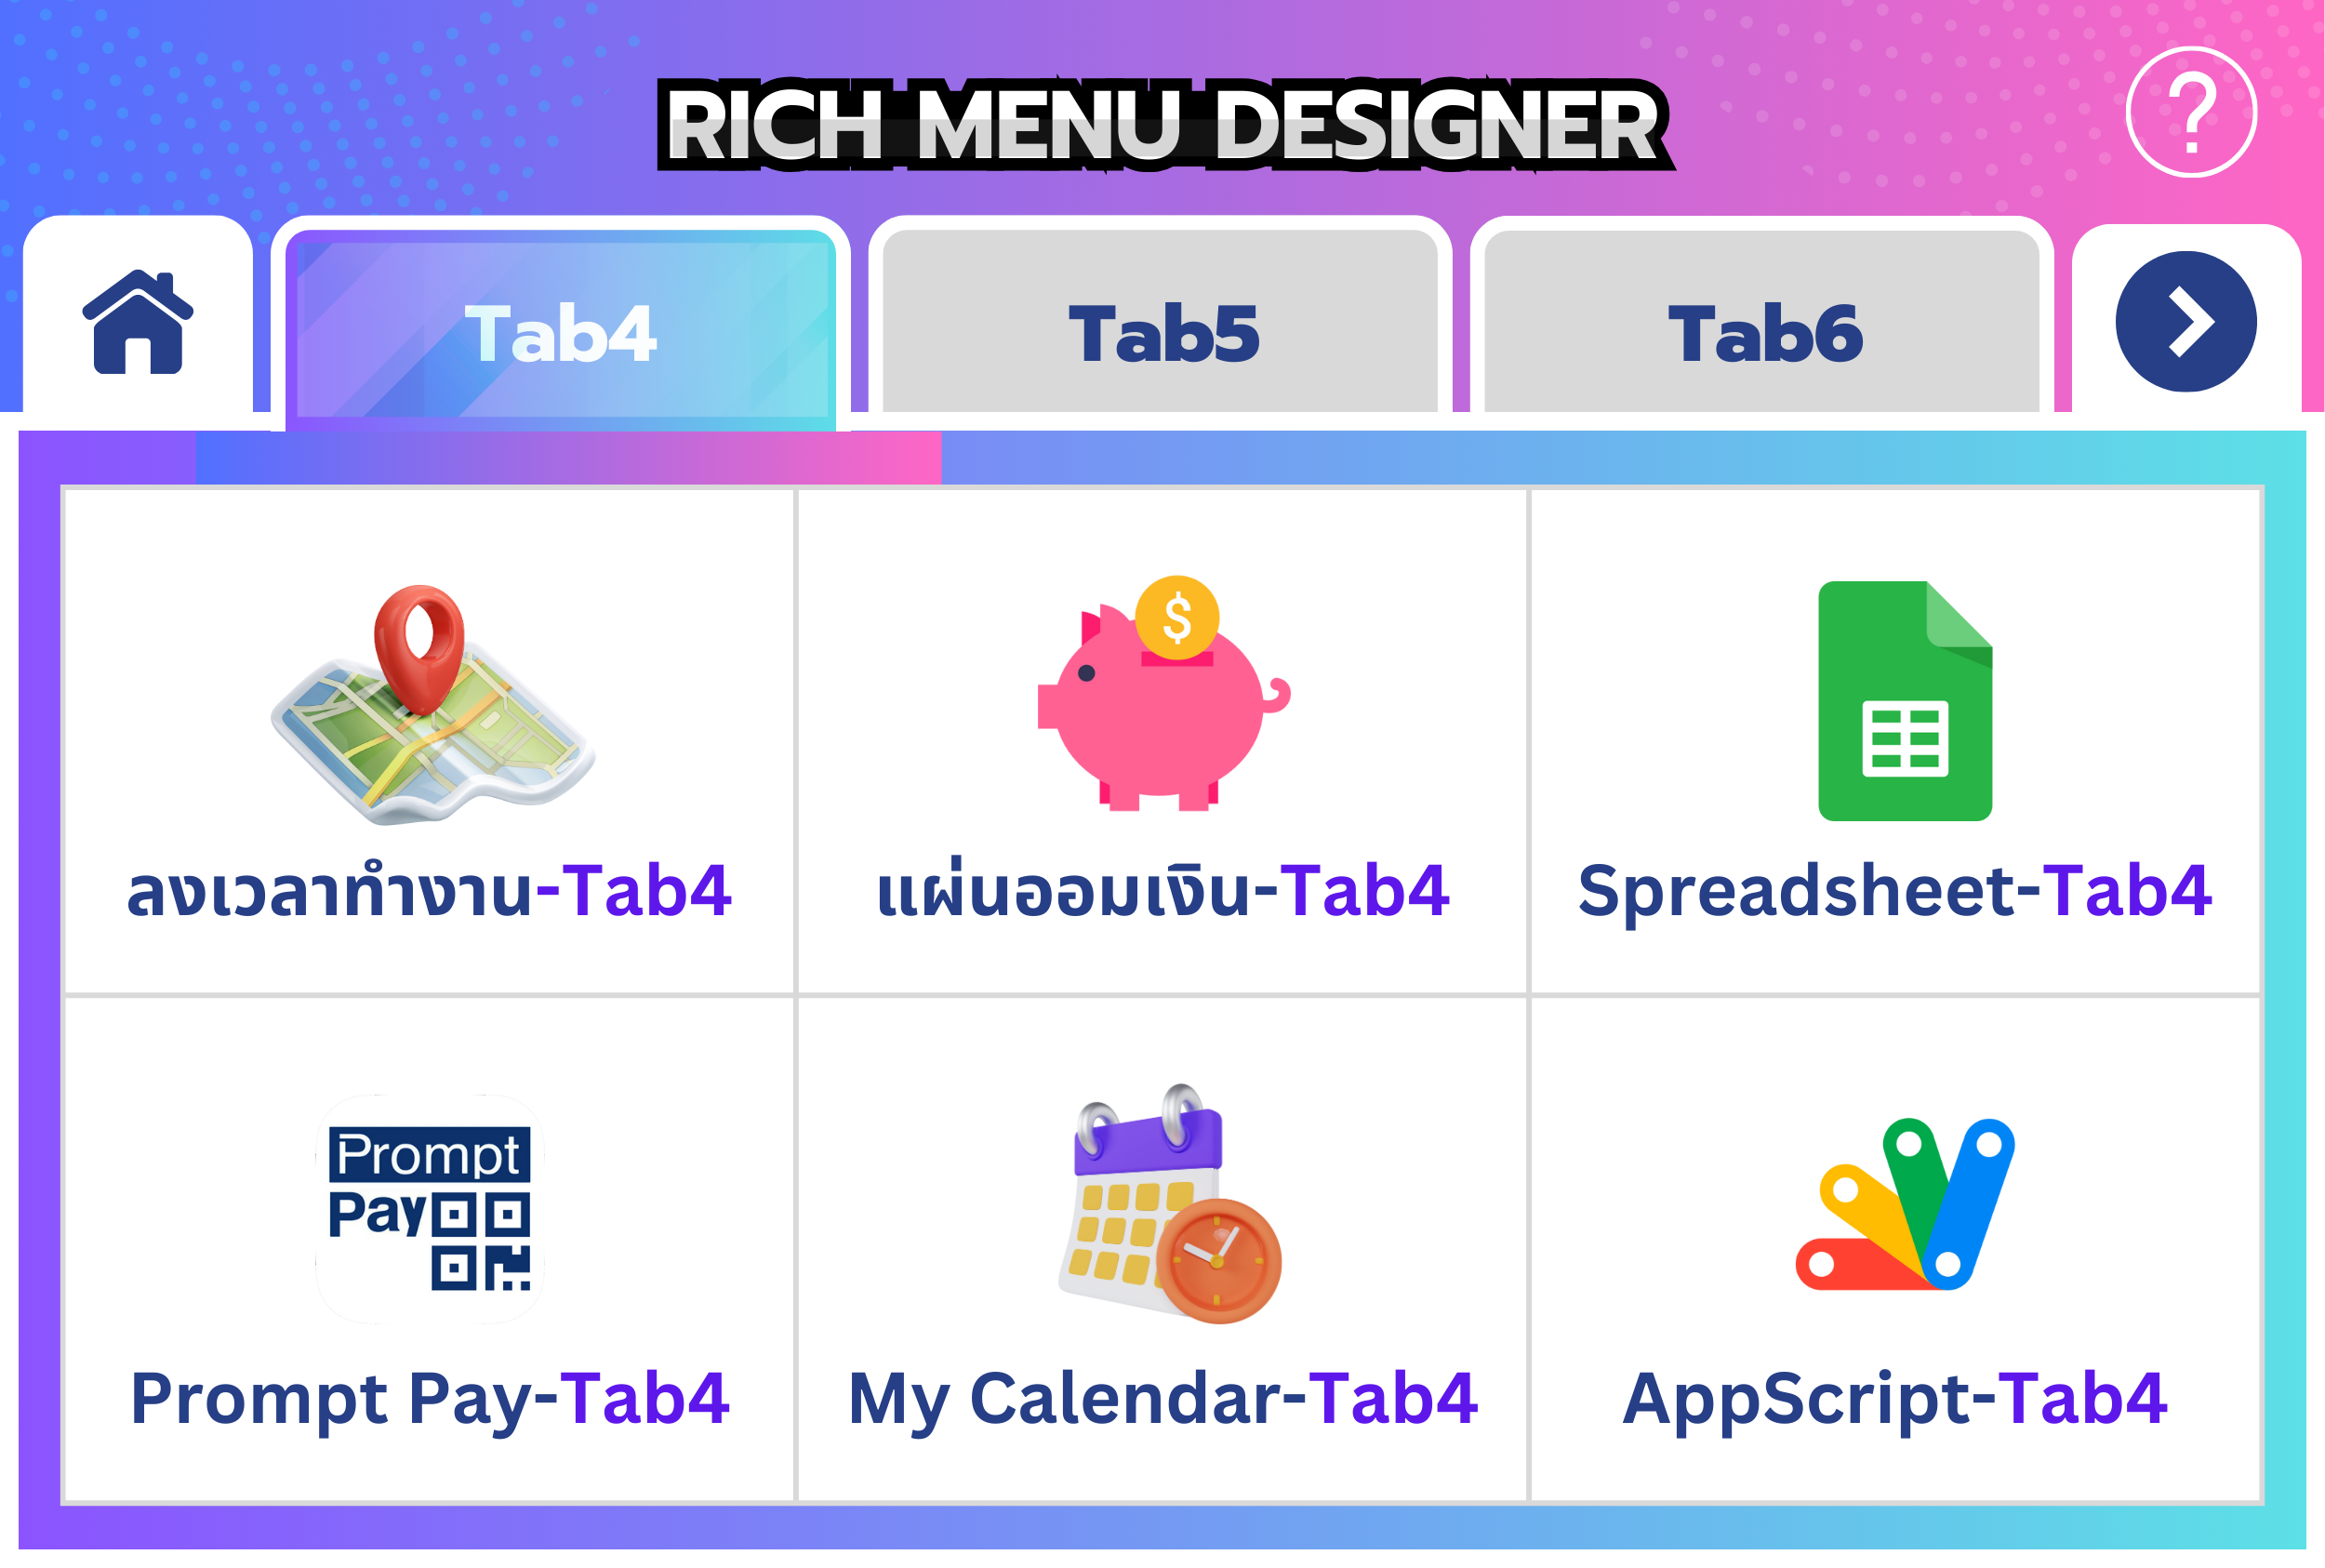 RICH MENU DESIGNER
?
Tab4
Tab5
Tab6
$
ลงเวลาทำงาน-Tab4
แผ่นออมเงิน-Tab4
Spreadsheet-Tab4
Prompt
Pay
Prompt Pay-Tab4
My Calendar-Tab4
AppScript-Tab4